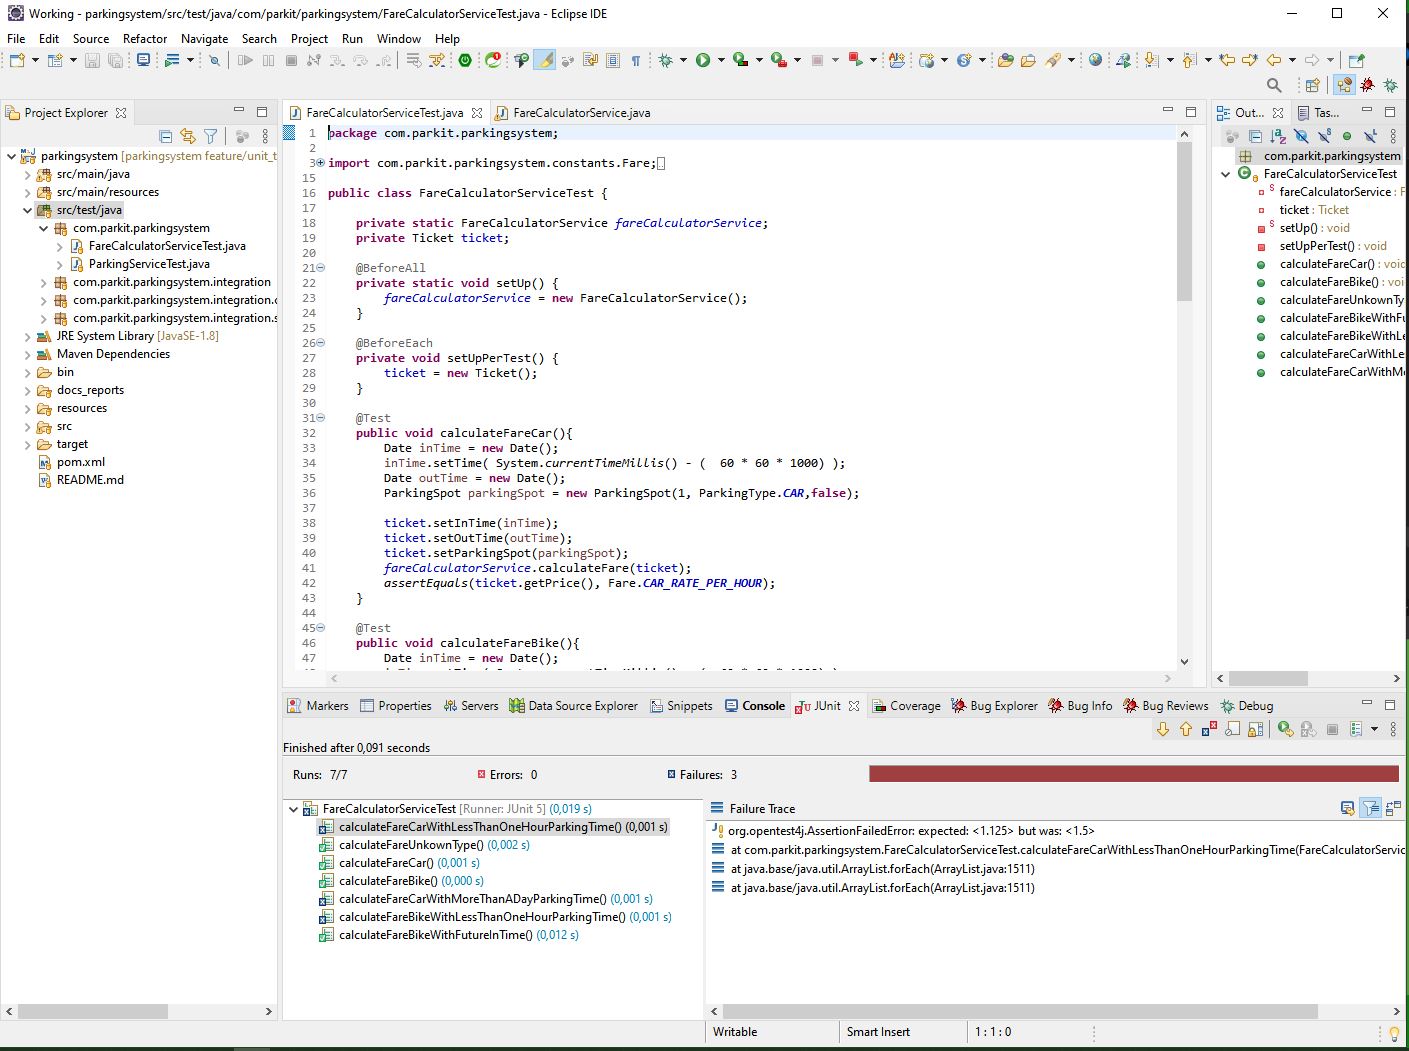 Working - parkingsystem/src/test/java/com/parkit/parkingsystem/FareCalculatorServiceTest.java - Eclipse IDE
File Edit Source Refactor Navigate Search Project Run Window Help
Project Explorer
parkingsystem [parkingsystem feature/unit_t
src/main/java
src/main/resources
src/test/java
com.parkit.parkingsystem
FareCalculatorServiceTest.java
ParkingServiceTest.java
com.parkit.parkingsystem.integration
com.parkit.parkingsystem.integration.c
com.parkit.parkingsystem.integration.s
JRE System Library [JavaSE-1.8]
Maven Dependencies
bin
docs_reports
resources
src
target
pom.xml
README.md
FareCalculatorServiceTest.java FareCalculatorService.java
1 package com.parkit.parkingsystem;
2
3 import com.parkit.parkingsystem.constants.Fare;
15
16 public class FareCalculatorServiceTest {
17
18 private static FareCalculatorService fareCalculatorService;
19 private Ticket ticket;
20
21 @BeforeAll
22 private static void setUp() {
23 fareCalculatorService = new FareCalculatorService();
24 }
25
26 @BeforeEach
27 private void setUpPerTest() {
28 ticket = new Ticket();
29 }
30
31 @Test
32 public void calculateFareCar(){
33 Date inTime = new Date();
34 inTime.setTime( System.currentTimeMillis() - (  60 * 60 * 1000) );
35 Date outTime = new Date();
36 ParkingSpot parkingSpot = new ParkingSpot(1, ParkingType.CAR,false);
37
38 ticket.setInTime(inTime);
39 ticket.setOutTime(outTime);
40 ticket.setParkingSpot(parkingSpot);
41 fareCalculatorService.calculateFare(ticket);
42 assertEquals(ticket.getPrice(), Fare.CAR_RATE_PER_HOUR);
43 }
44
45 @Test
46 public void calculateFareBike(){
47 Date inTime = new Date();
Out... Tas...
com.parkit.parkingsystem
FareCalculatorServiceTest
fareCalculatorService : F
ticket : Ticket
setUp() : void
setUpPerTest() : void
calculateFareCar() : void
calculateFareBike() : voi
calculateFareUnkownTy
calculateFareBikeWithFu
calculateFareBikeWithLe
calculateFareCarWithLe
calculateFareCarWithMo
Markers Properties Servers Data Source Explorer Snippets Console JUnit Coverage Bug Explorer Bug Info Bug Reviews Debug
Finished after 0,091 seconds
Runs: 7/7 Errors: 0 Failures: 3
FareCalculatorServiceTest [Runner: JUnit 5] (0,019 s)
calculateFareCarWithLessThanOneHourParkingTime() (0,001 s)
calculateFareUnkownType() (0,002 s)
calculateFareCar() (0,001 s)
calculateFareBike() (0,000 s)
calculateFareCarWithMoreThanADayParkingTime() (0,001 s)
calculateFareBikeWithLessThanOneHourParkingTime() (0,001 s)
calculateFareBikeWithFutureInTime() (0,012 s)
Failure Trace
org.opentest4j.AssertionFailedError: expected: <1.125> but was: <1.5>
at com.parkit.parkingsystem.FareCalculatorServiceTest.calculateFareCarWithLessThanOneHourParkingTime(FareCalculatorServic
at java.base/java.util.ArrayList.forEach(ArrayList.java:1511)
at java.base/java.util.ArrayList.forEach(ArrayList.java:1511)
Writable Smart Insert 1 : 1 : 0